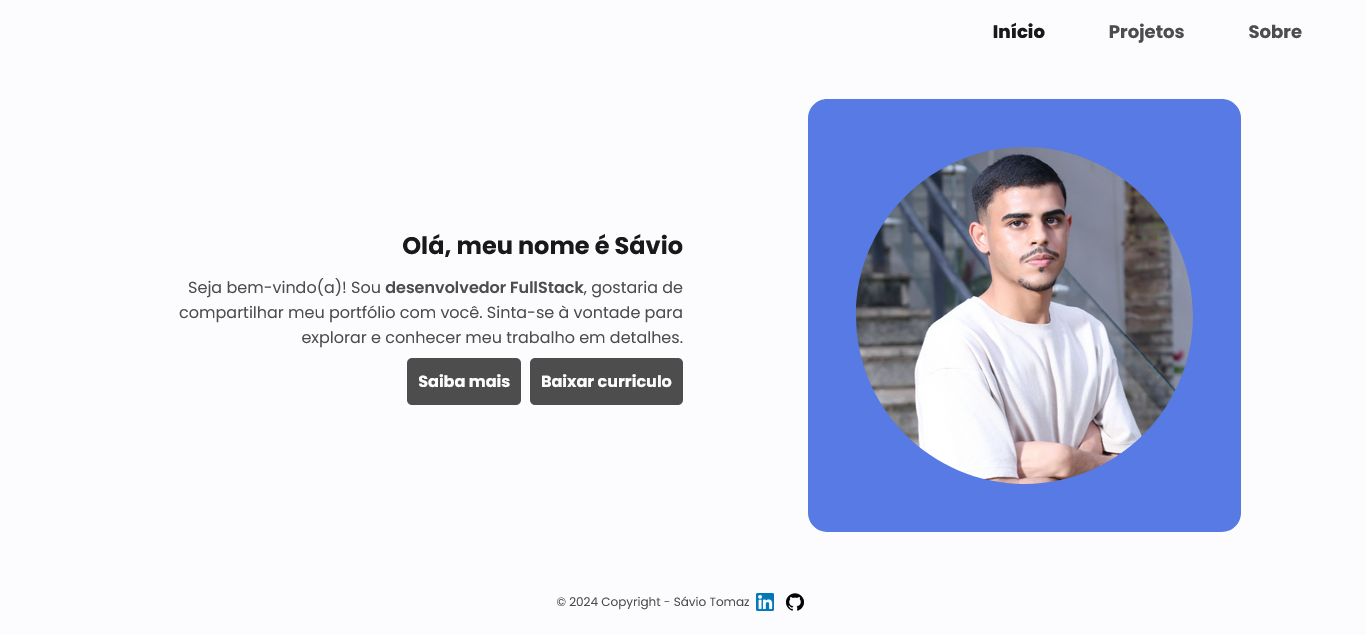 Início Projetos Sobre
Olá, meu nome é Sávio
Seja bem-vindo(a)! Sou desenvolvedor FullStack, gostaria de
compartilhar meu portfólio com você. Sinta-se à vontade para
explorar e conhecer meu trabalho em detalhes.
Saiba mais Baixar curriculo
© 2024 Copyright - Sávio Tomaz in